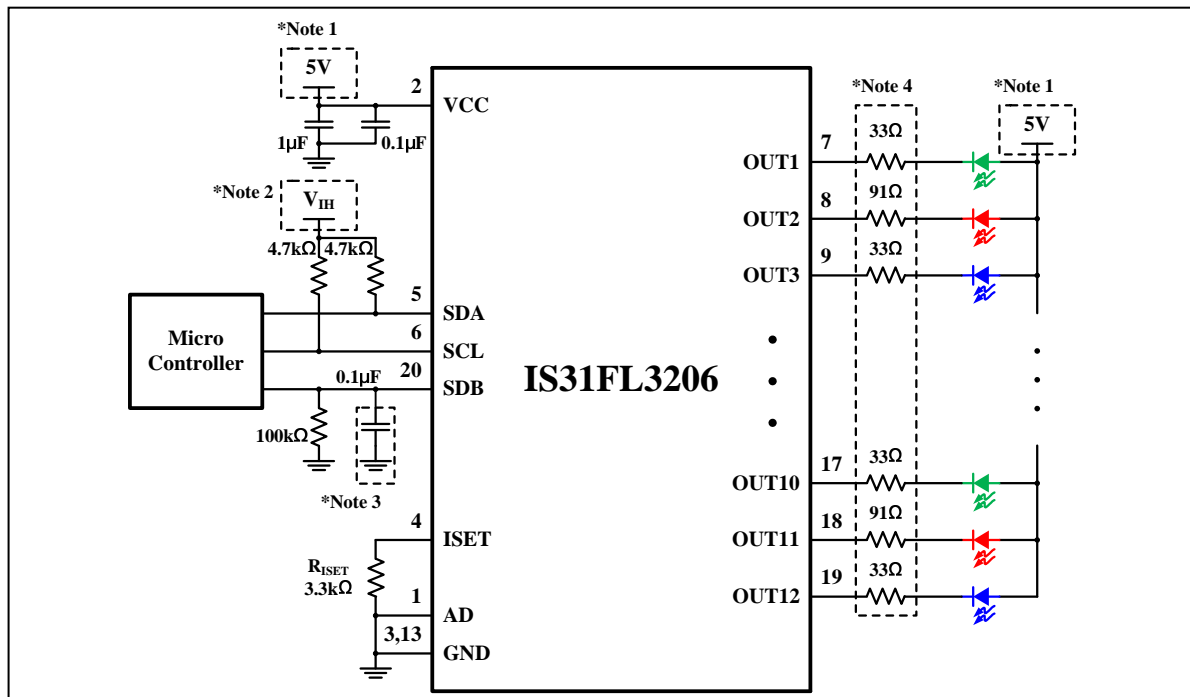 *Note 1
5V
2
VCC
1μF
0.1μF
*Note 2
VIH
4.7kΩ
4.7kΩ
5
SDA
6
SCL
Micro
Controller
0.1μF
20
SDB
100kΩ
*Note 3
4
ISET
RISET
3.3kΩ
1
AD
3,13
GND
IS31FL3206
*Note 4
*Note 1
5V
33Ω
7
OUT1
91Ω
8
OUT2
33Ω
9
OUT3
33Ω
17
OUT10
91Ω
18
OUT11
33Ω
19
OUT12